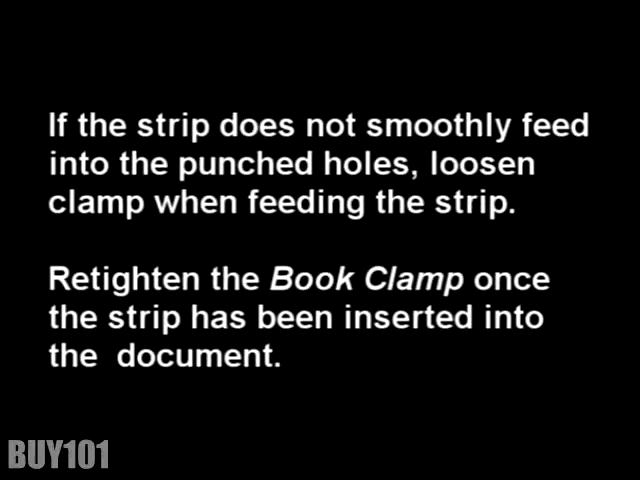 If the strip does not smoothly feed
into the punched holes, loosen
clamp when feeding the strip.
Retighten the Book Clamp once
the strip has been inserted into
the  document.
BUY101